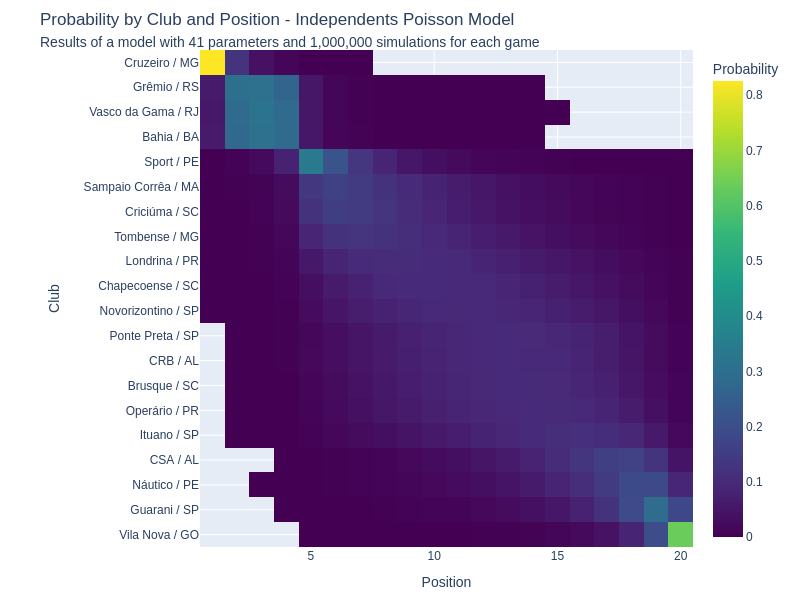 Probability by Club and Position - Independents Poisson Model
Results of a model with 41 parameters and 1,000,000 simulations for each game
Probability
Cruzeiro / MG
Grêmio / RS
Vasco da Gama / RJ
Bahia / BA
Sport / PE
Sampaio Corrêa / MA
Criciúma / SC
Tombense / MG
Londrina / PR
Chapecoense / SC
Novorizontino / SP
Ponte Preta / SP
CRB / AL
Brusque / SC
Operário / PR
Ituano / SP
CSA / AL
Náutico / PE
Guarani / SP
Vila Nova / GO
Club
5
10
15
20
Position
0.8
0.7
0.6
0.5
0.4
0.3
0.2
0.1
0